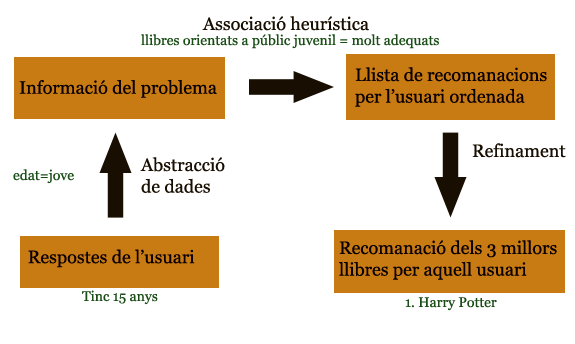 Associació heurística
llibres orientats a públic juvenil = molt adequats
Informació del problema
Llista de recomanacions
per l'usuari ordenada
edat=jove
Abstracció
de dades
Refinament
Respostes de l'usuari
Tinc 15 anys
Recomanació dels 3 millors
llibres per aquell usuari
1. Harry Potter